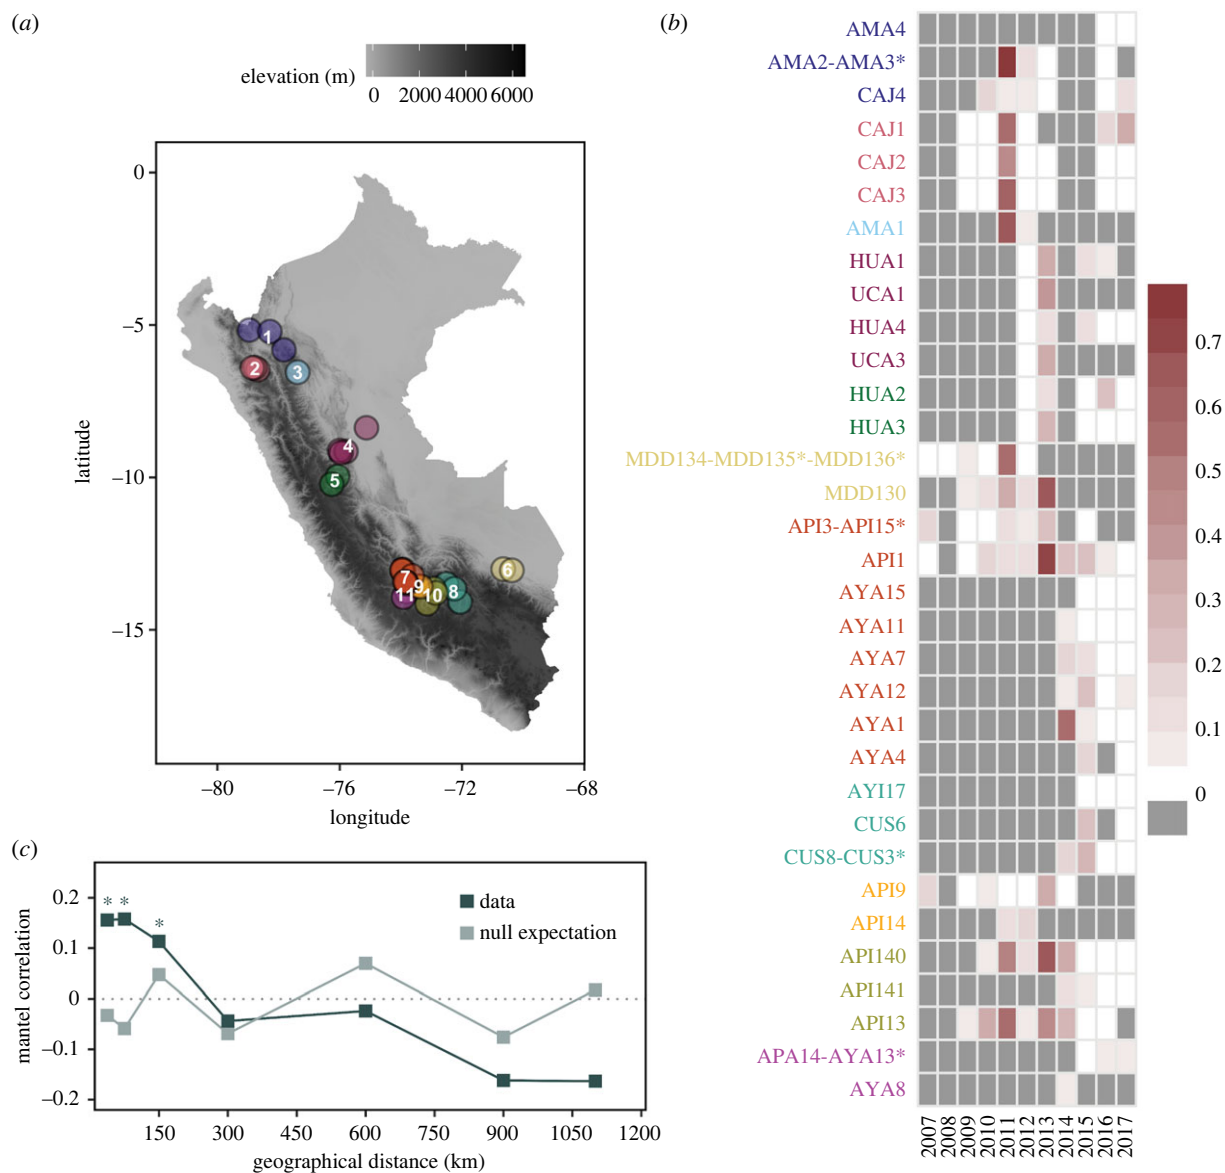 (a)
elevation (m)
0 2000 4000 6000
0
−5
−10
−15
latitude
1
2
3
4
5
6
7
9
8
11
10
−80 −76 −72 −68
longitude
(b)
AMA4
AMA2-AMA3*
CAJ4
CAJ1
CAJ2
CAJ3
AMA1
HUA1
UCA1
HUA4
UCA3
HUA2
HUA3
MDD134-MDD135*-MDD136*
MDD130
API3-API15*
API1
AYA15
AYA11
AYA7
AYA12
AYA1
AYA4
AYI17
CUS6
CUS8-CUS3*
API9
API14
API140
API141
API13
APA14-AYA13*
AYA8
2007 2008 2009 2010 2011 2012 2013 2014 2015 2016 2017
0.7
0.6
0.5
0.4
0.3
0.2
0.1
0
(c)
0.2
0.1
0
−0.1
−0.2
mantel correlation
* * *
data
null expectation
150 300 450 600 750 900 1050 1200
geographical distance (km)